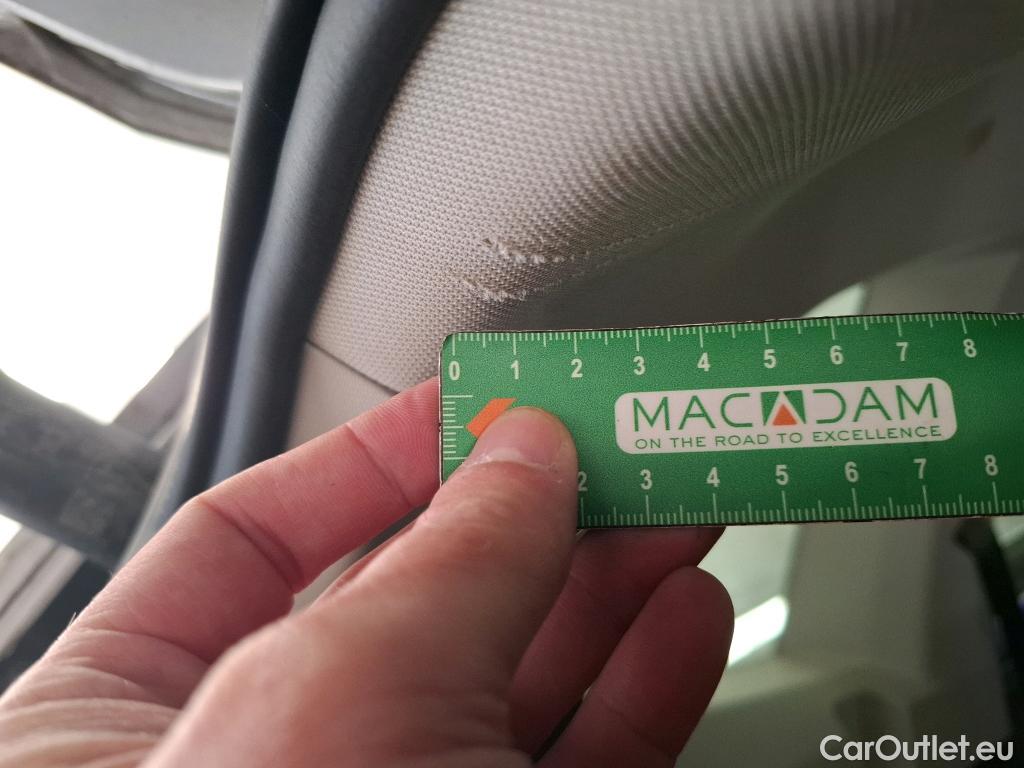 0 1 2 3 4 5 6 7 8
MACADAM
ON THE ROAD TO EXCELLENCE
2 3 4 5 6 7 8
CarOutlet.eu